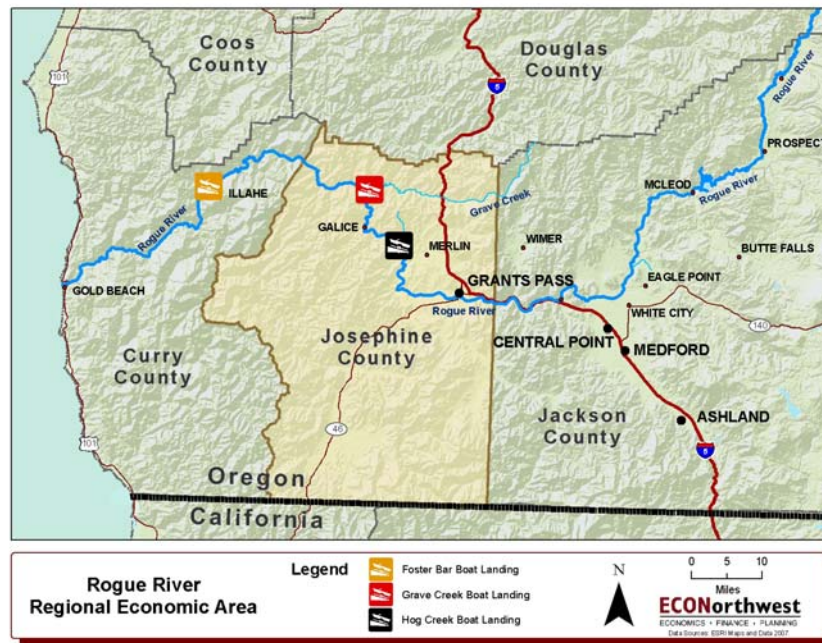 Coos
County
Douglas
County
101
5
Rogue River
PROSPECT
MCLEOD
Rogue River
ILLAHE
Grave Creek
Rogue River
GALICE
MERLIN
WIMER
BUTTE FALLS
GOLD BEACH
GRANTS PASS
EAGLE POINT
Rogue River
WHITE CITY
Josephine
County
CENTRAL POINT
140
Curry
County
MEDFORD
Jackson
County
ASHLAND
46
101
5
Oregon
California
Rogue River
Regional Economic Area
Legend
Foster Bar Boat Landing
Grave Creek Boat Landing
Hog Creek Boat Landing
N
0 5 10
Miles
ECONorthwest
ECONOMICS • FINANCE • PLANNING
Data Sources: ESRI Maps and Data 2007